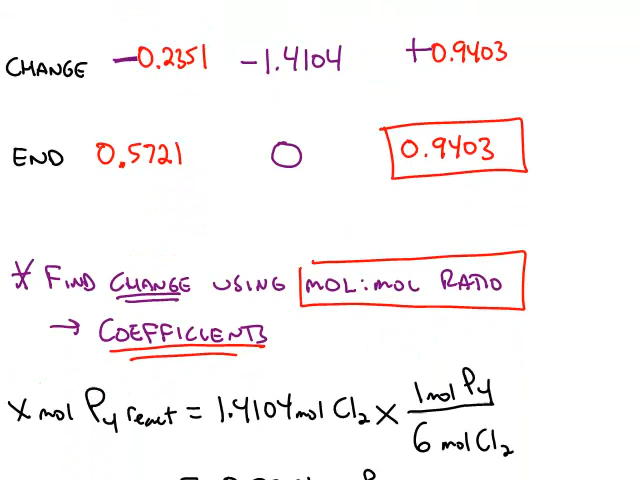 CHANGE -0.2351 -1.4104 +0.9403
END 0.5721 0 0.9403
* FIND CHANGE USING MOL:MOL RATIO
→ COEFFICIENTS
X mol P4 react = 1.4104 mol Cl2 × 1 mol P4
6 mol Cl2